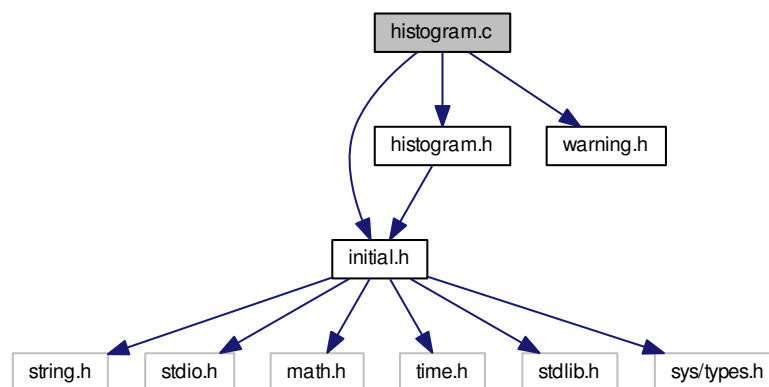 histogram.c
histogram.h
warning.h
initial.h
string.h
stdio.h
math.h
time.h
stdlib.h
sys/types.h